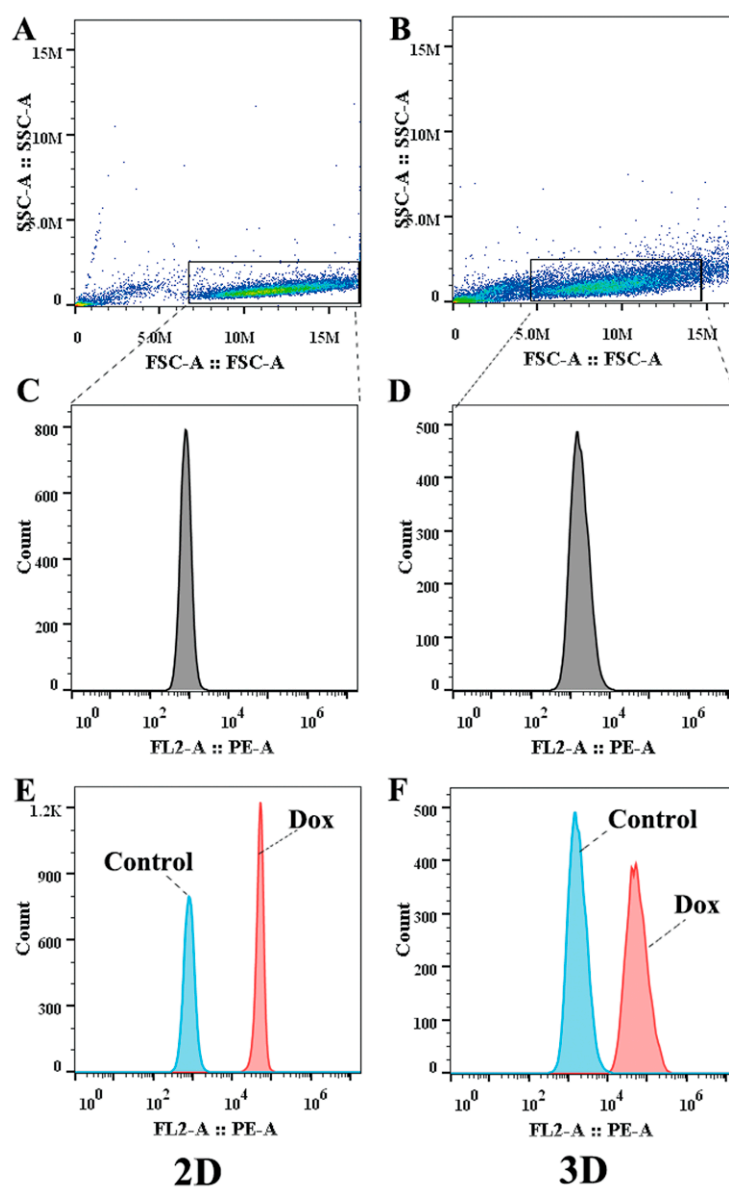 A
15M
10M
5.0M
0
SSC-A :: SSC-A
0 5.0M 10M 15M
FSC-A :: FSC-A
B
15M
10M
5.0M
0
SSC-A :: SSC-A
0 5.0M 10M 15M
FSC-A :: FSC-A
C
800
600
400
200
0
Count
10^0 10^2 10^4 10^6
FL2-A :: PE-A
D
500
400
300
200
100
0
Count
10^0 10^2 10^4 10^6
FL2-A :: PE-A
E
1.2K
900
600
300
0
Count
Control
Dox
10^0 10^2 10^4 10^6
FL2-A :: PE-A
2D
F
500
400
300
200
100
0
Count
Control
Dox
10^0 10^2 10^4 10^6
FL2-A :: PE-A
3D